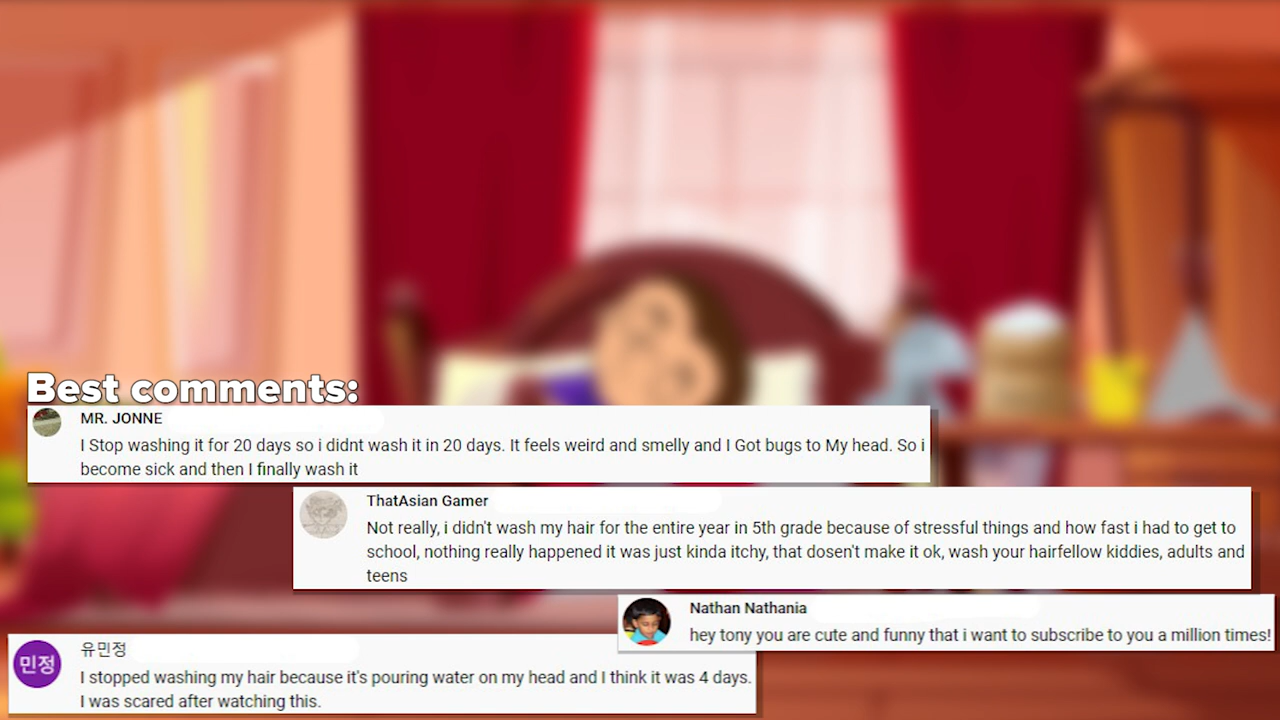 Best comments:
MR. JONNE
I Stop washing it for 20 days so i didnt wash it in 20 days. It feels weird and smelly and I Got bugs to My head. So i
become sick and then I finally wash it
ThatAsian Gamer
Not really, i didn't wash my hair for the entire year in 5th grade because of stressful things and how fast i had to get to
school, nothing really happened it was just kinda itchy, that dosen't make it ok, wash your hairfellow kiddies, adults and
teens
Nathan Nathania
hey tony you are cute and funny that i want to subscribe to you a million times!
민정
유민정
I stopped washing my hair because it's pouring water on my head and I think it was 4 days.
I was scared after watching this.